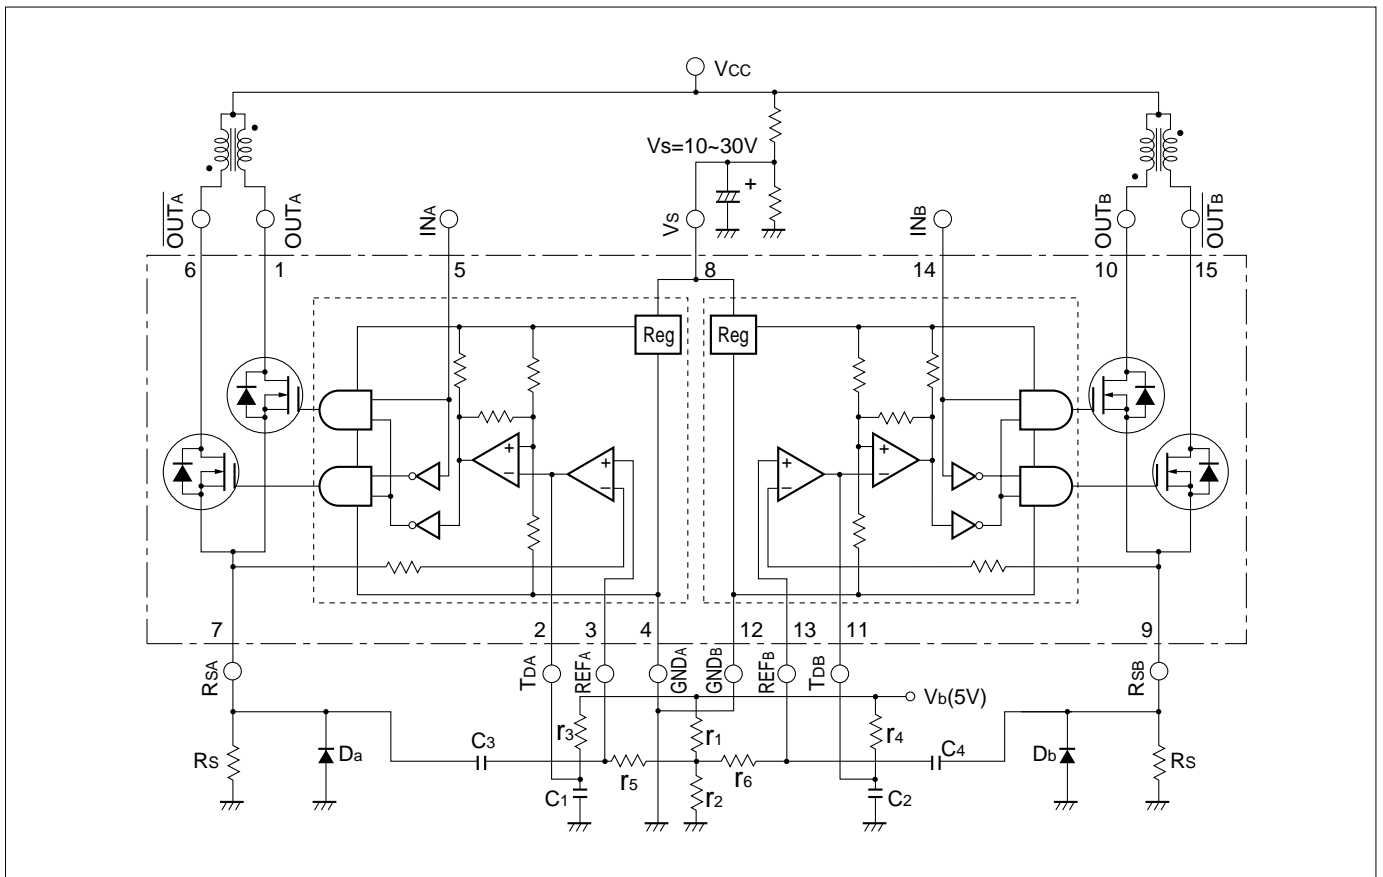 Vcc
Vs=10~30V
+
OUTA
OUTA
INA
Vs
INB
OUTB
OUTB
6
1
5
8
14
10
15
Reg
Reg
+
−
+
−
+
−
+
−
7
2
3
4
12
13
11
9
RSA
TDA
REFA
GNDA
GNDB
REFB
TDB
RSB
Vb(5V)
r3
r1
r4
C3
C4
Rs
Da
r5
r6
Db
Rs
C1
r2
C2